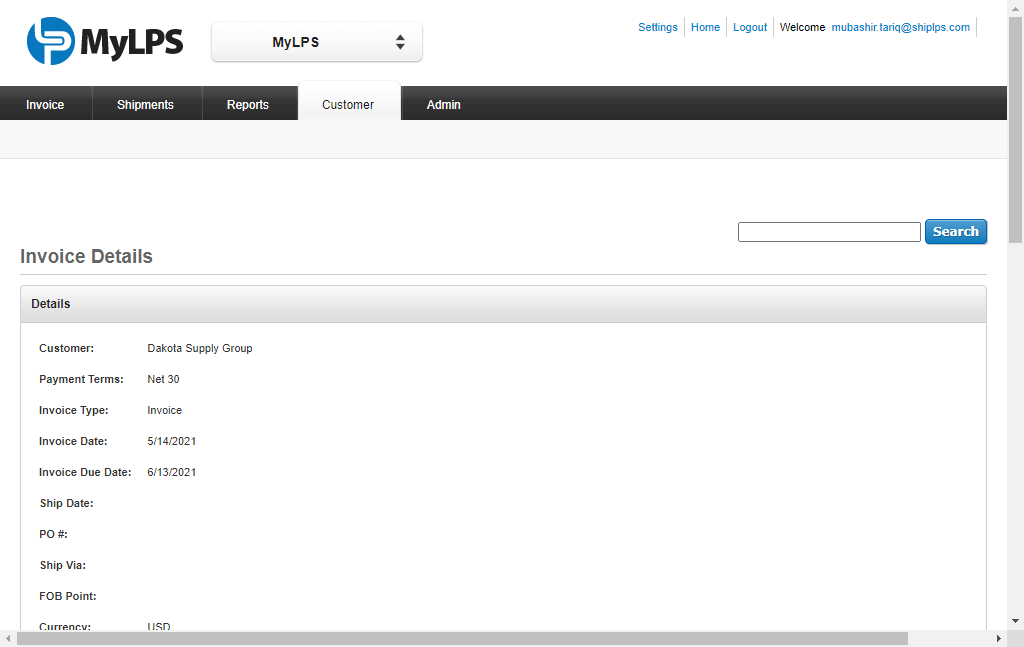 MyLPS
MyLPS
Settings Home Logout Welcome mubashir.tariq@shiplps.com
Invoice Shipments Reports Customer Admin
Search
Invoice Details
Details
Customer: Dakota Supply Group
Payment Terms: Net 30
Invoice Type: Invoice
Invoice Date: 5/14/2021
Invoice Due Date: 6/13/2021
Ship Date:
PO #:
Ship Via:
FOB Point:
Currency: USD